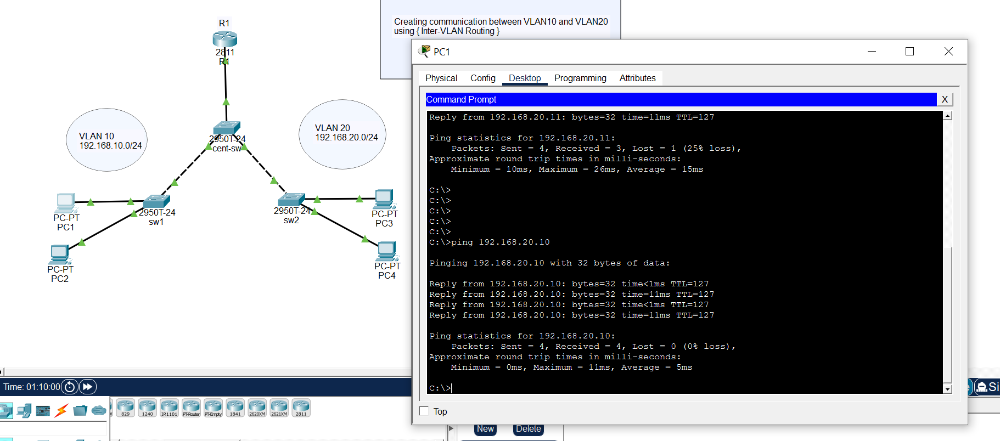 R1
2811
R1
Creating communication between VLAN10 and VLAN20
using { Inter-VLAN Routing }
VLAN 10
192.168.10.0/24
VLAN 20
192.168.20.0/24
2950T-24
cent-sw
PC-PT
PC1
2950T-24
sw1
2950T-24
sw2
PC-PT
PC3
PC-PT
PC2
PC-PT
PC4
PC1
Physical Config Desktop Programming Attributes
Command Prompt
X
Reply from 192.168.20.11: bytes=32 time=11ms TTL=127
Ping statistics for 192.168.20.11:
Packets: Sent = 4, Received = 3, Lost = 1 (25% loss),
Approximate round trip times in milli-seconds:
Minimum = 10ms, Maximum = 26ms, Average = 15ms
C:\>
C:\>
C:\>
C:\>
C:\>
C:\>ping 192.168.20.10
Pinging 192.168.20.10 with 32 bytes of data:
Reply from 192.168.20.10: bytes=32 time<1ms TTL=127
Reply from 192.168.20.10: bytes=32 time=11ms TTL=127
Reply from 192.168.20.10: bytes=32 time<1ms TTL=127
Reply from 192.168.20.10: bytes=32 time=11ms TTL=127
Ping statistics for 192.168.20.10:
Packets: Sent = 4, Received = 4, Lost = 0 (0% loss),
Approximate round trip times in milli-seconds:
Minimum = 0ms, Maximum = 11ms, Average = 5ms
C:\>
Top
Time: 01:10:00
Si
829 1240 IR1101 PT-Router PT-Empty 1841 2620XM 2621XM 2811
New Delete